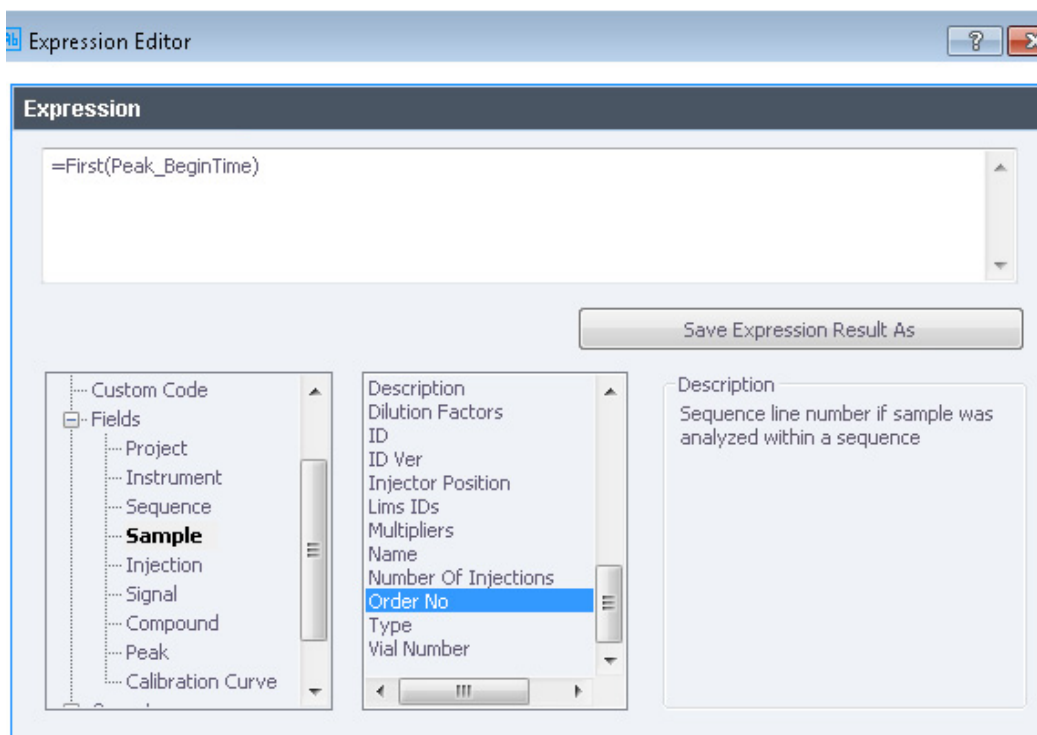 Expression Editor
?
Expression
=First(Peak_BeginTime)
Save Expression Result As
Custom Code
Fields
Project
Instrument
Sequence
Sample
Injection
Signal
Compound
Peak
Calibration Curve
Description
Dilution Factors
ID
ID Ver
Injector Position
Lims IDs
Multipliers
Name
Number Of Injections
Order No
Type
Vial Number
Description
Sequence line number if sample was
analyzed within a sequence